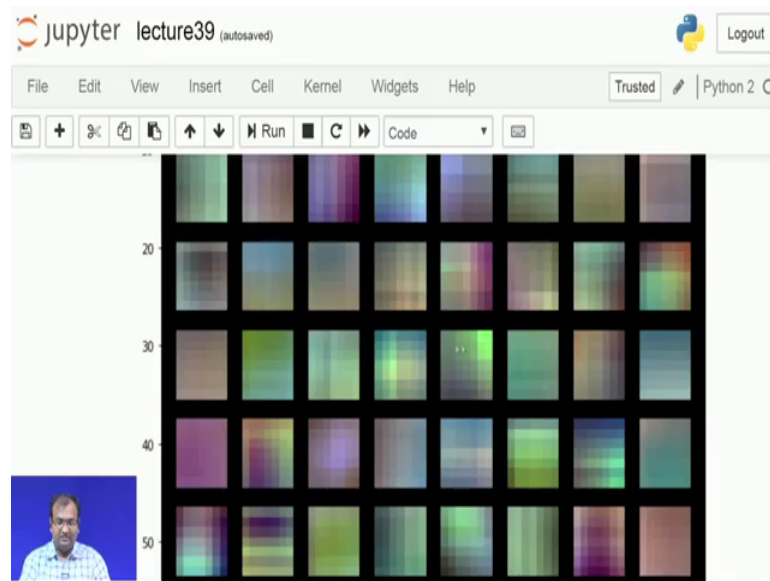 jupyter lecture39 (autosaved) Logout
File Edit View Insert Cell Kernel Widgets Help Trusted Python 2
Run Code
20
30
40
50